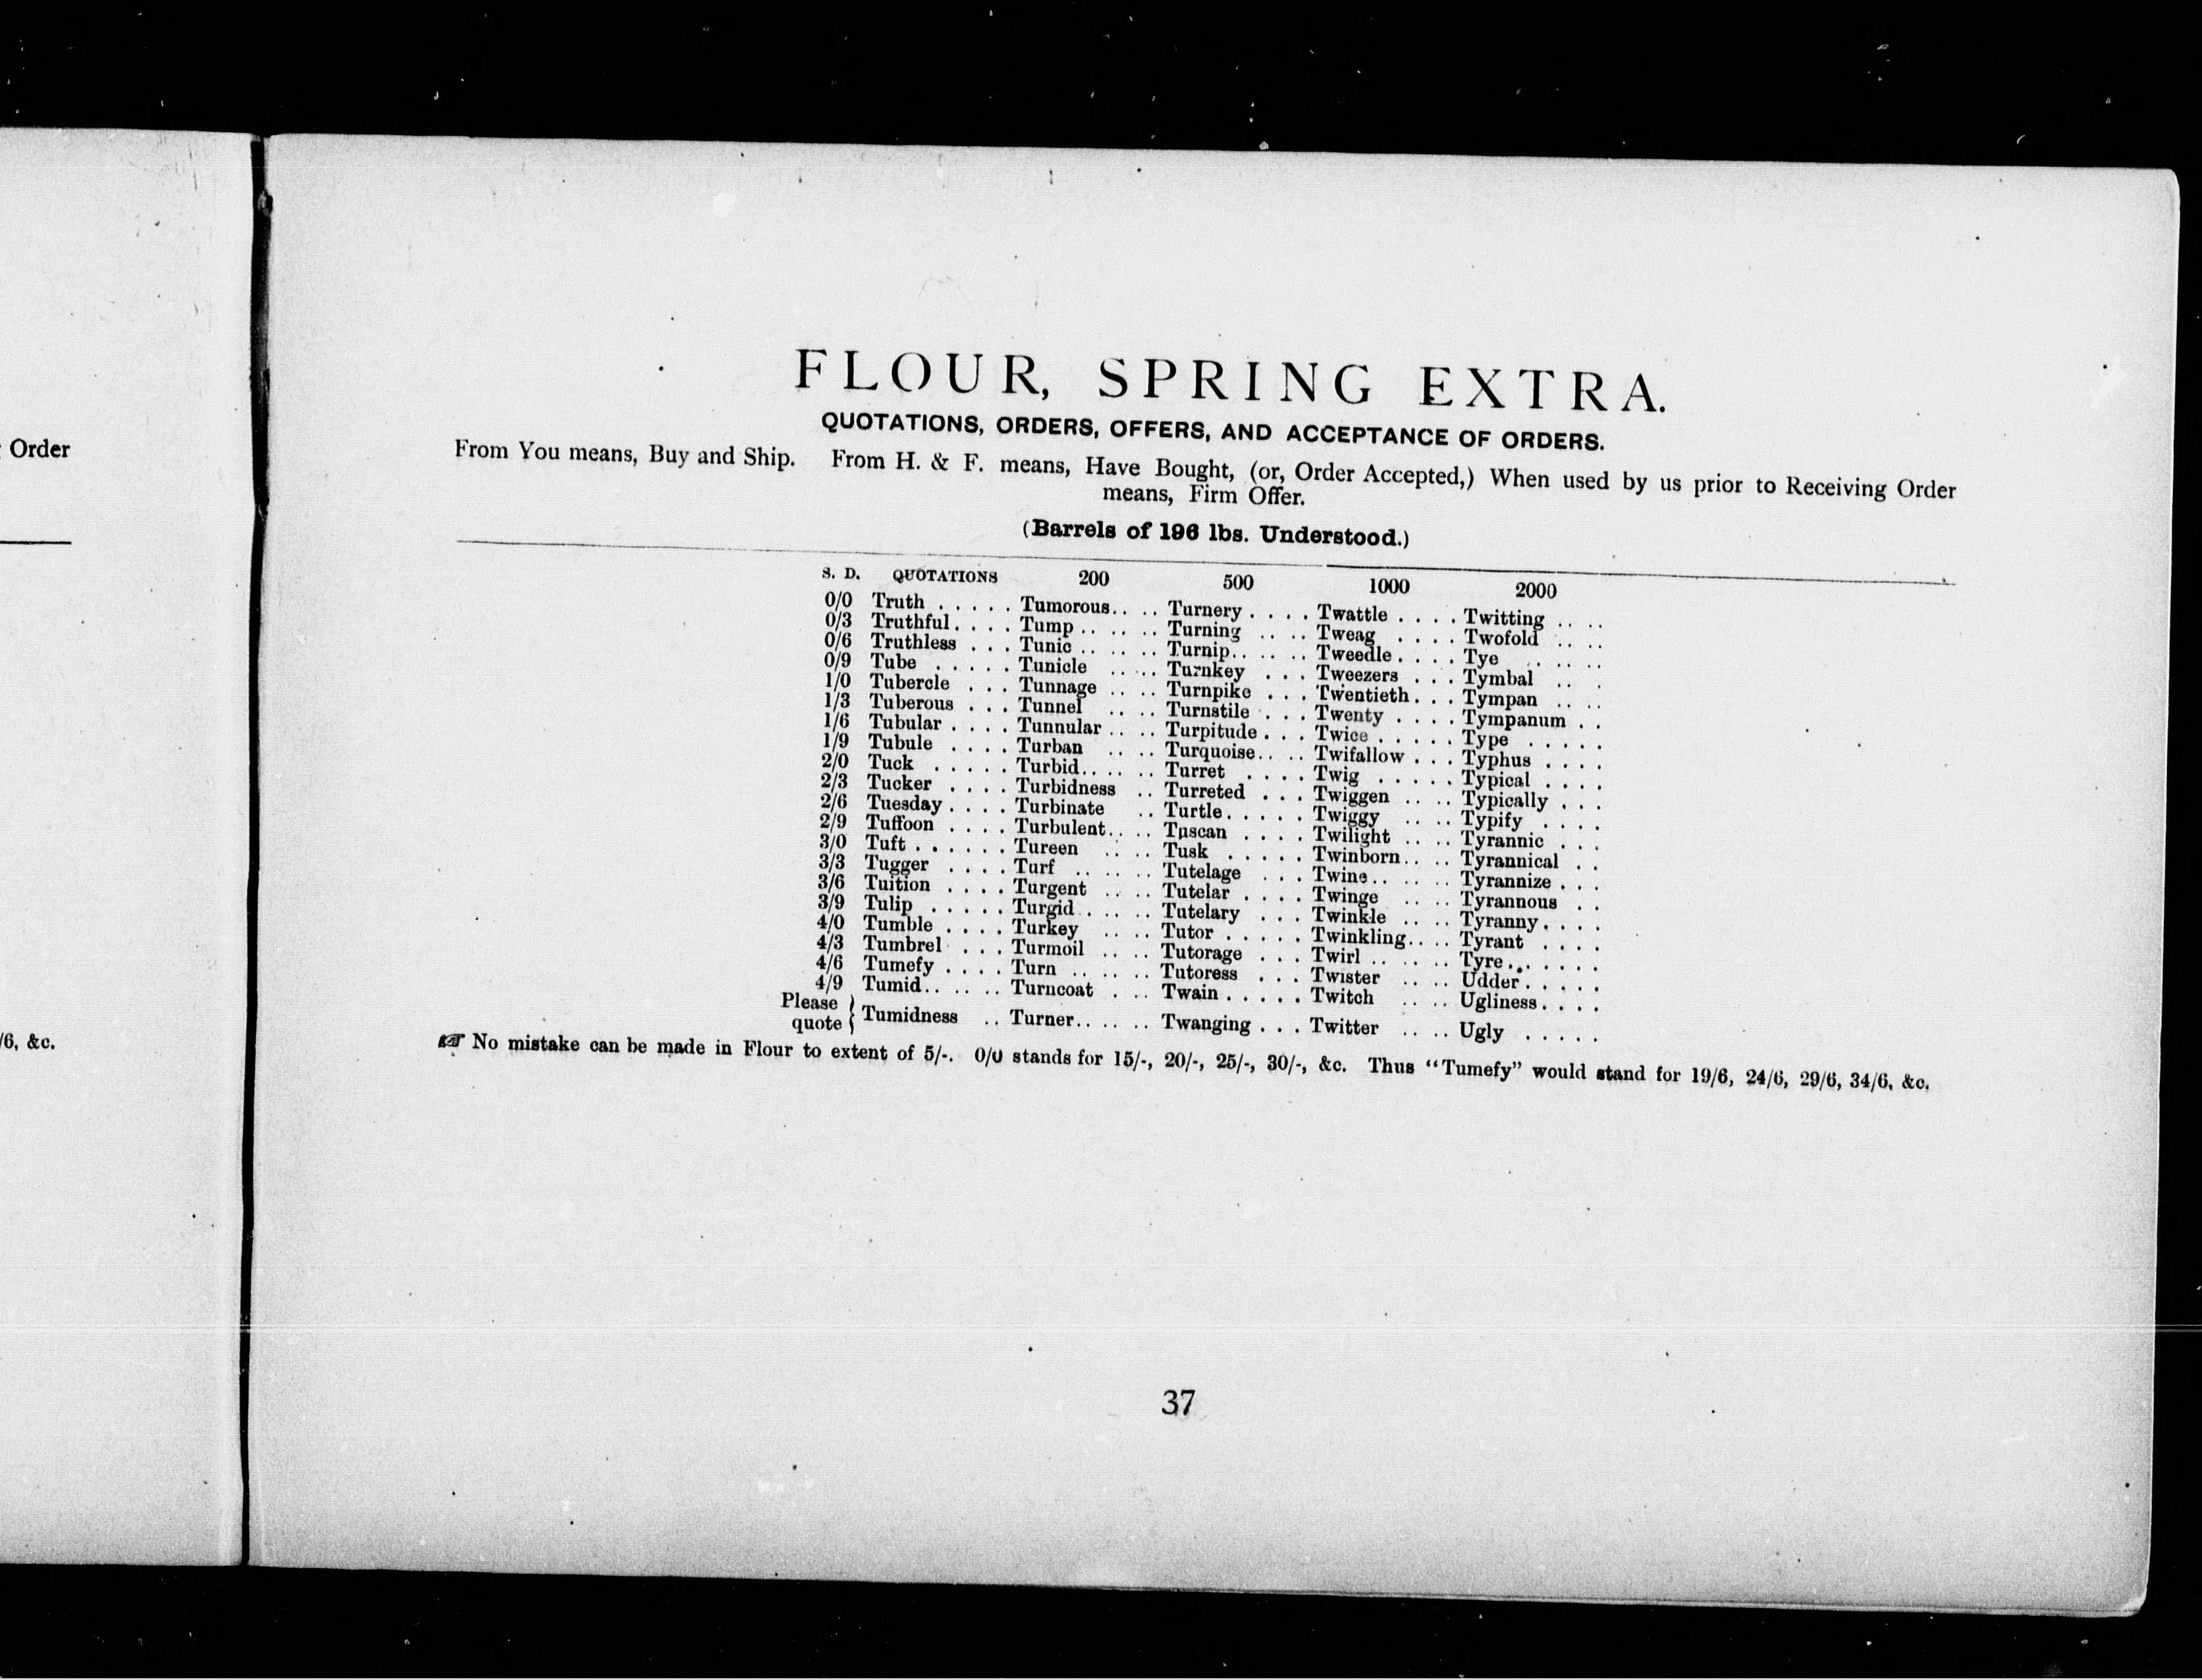 Order
/6, &c.
FLOUR, SPRING EXTRA.
QUOTATIONS, ORDERS, OFFERS, AND ACCEPTANCE OF ORDERS.
From You means, Buy and Ship. From H. & F. means, Have Bought, (or, Order Accepted,) When used by us prior to Receiving Order
means, Firm Offer.
(Barrels of 196 lbs. Understood.)
S. D. QUOTATIONS 200 500 1000 2000
0/0 Truth . . . . . Tumorous. . . . Turnery . . . . Twattle . . . . Twitting . . . .
0/3 Truthful . . . . Tump . . . . . . Turning . . . . Tweag . . . . Twofold . . . .
0/6 Truthless . . . Tunic . . . . . . Turnip. . . . . . Tweedle . . . . Tye . . . . .
0/9 Tube . . . . . Tunicle . . . . . Turnkey . . . Tweezers . . . Tymbal . . .
1/0 Tubercle . . . Tunnage . . . . Turnpike . . . Twentieth . . . Tympan . . . .
1/3 Tuberous . . . Tunnel . . . . Turnstile . . . Twenty . . . . Tympanum . .
1/6 Tubular . . . . Tunnular . . . . Turpitude . . . Twice . . . . . Type . . . . .
1/9 Tubule . . . . Turban . . . . Turquoise . . . . Twifallow . . . Typhus . . . .
2/0 Tuck . . . . . Turbid . . . . . . Turret . . . . Twig . . . . . Typical . . . .
2/3 Tucker . . . . Turbidness . . Turreted . . . Twiggen . . . . Typically . . .
2/6 Tuesday . . . . Turbinate . . Turtle . . . . . Twiggy . . . . Typify . . . .
2/9 Tuffoon . . . . Turbulent . . . . Tuscan . . . . Twilight . . . . Tyrannic . . .
3/0 Tuft . . . . . . Tureen . . . . Tusk . . . . . Twinborn . . . . Tyrannical . .
3/3 Tugger . . . . Turf . . . . . . Tutelage . . . Twine . . . . . . Tyrannize . . .
3/6 Tuition . . . . Turgent . . . . Tutelar . . . . Twinge . . . . Tyrannous . .
3/9 Tulip . . . . . Turgid . . . . . . Tutelary . . . Twinkle . . . . Tyranny . . . .
4/0 Tumble . . . . Turkey . . . . Tutor . . . . . Twinkling . . . . Tyrant . . . .
4/3 Tumbrel . . . Turmoil . . . . Tutorage . . . Twirl . . . . . . Tyre . . . . . .
4/6 Tumefy . . . . Turn . . . . . . Tutoress . . . Twister . . . . Udder . . . . .
4/9 Tumid . . . . . . Turncoat . . . Twain . . . . . Twitch . . . . Ugliness . . . .
Please quote } Tumidness . . Turner . . . . . . Twanging . . . Twitter . . . . Ugly . . . . .
☞ No mistake can be made in Flour to extent of 5/-. 0/0 stands for 15/-, 20/-, 25/-, 30/-, &c. Thus "Tumefy" would stand for 19/6, 24/6, 29/6, 34/6, &c.
37